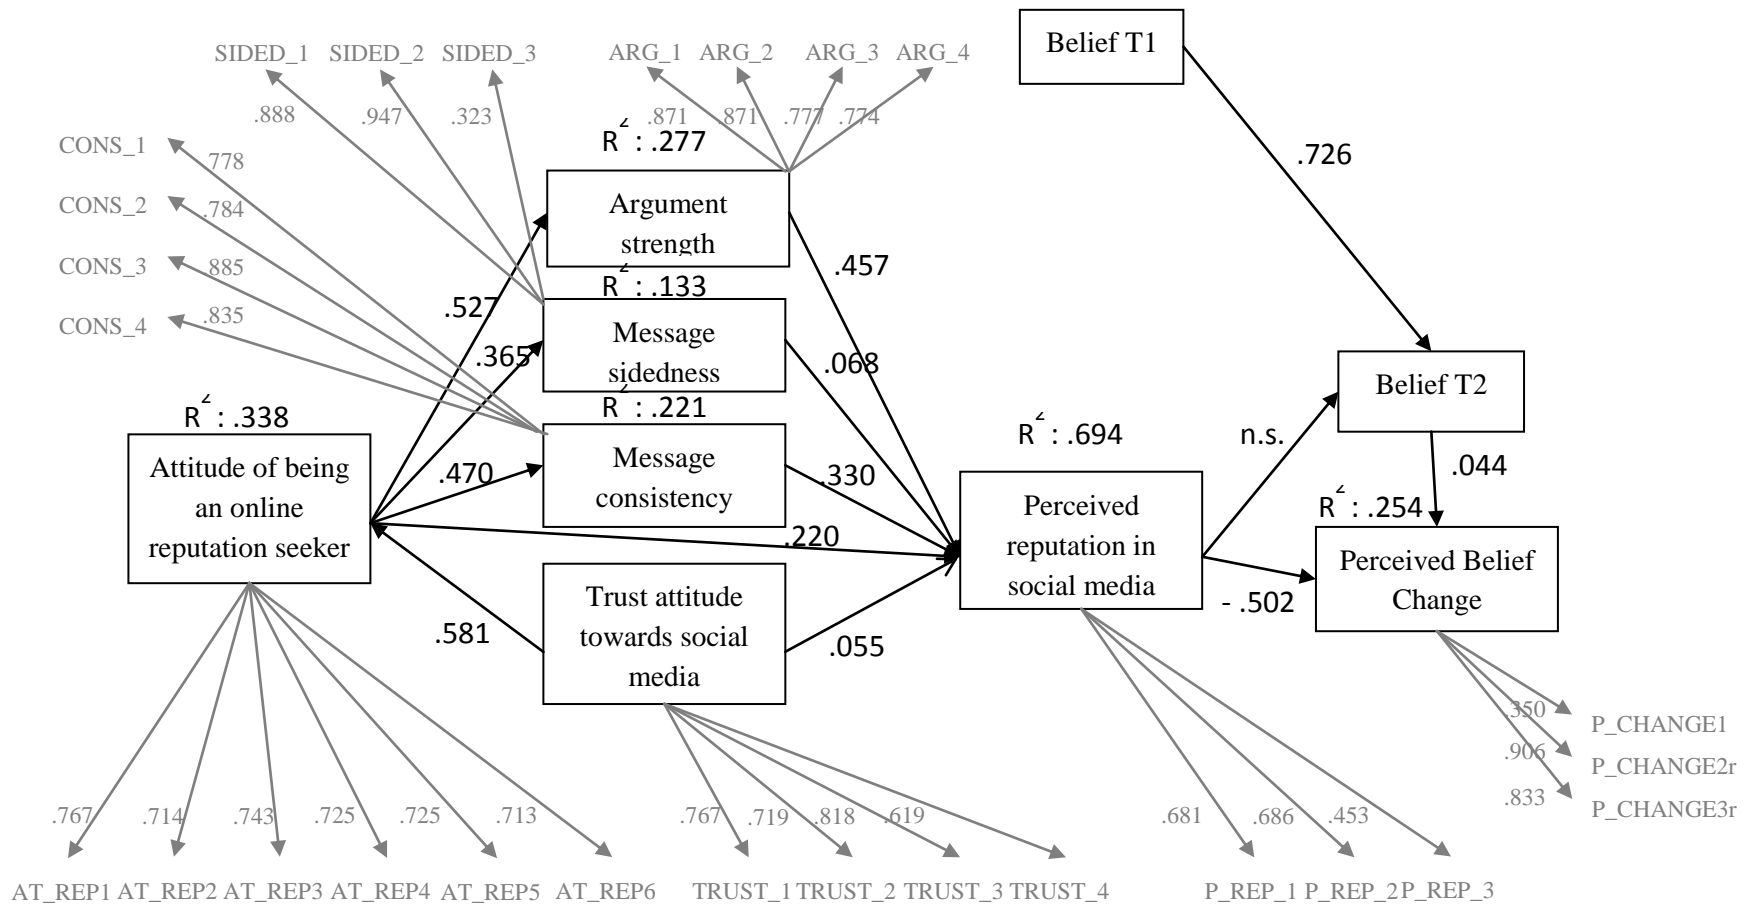 Belief T1
SIDED_1 SIDED_2 SIDED_3
ARG_1 ARG_2 ARG_3 ARG_4
.888 .947 .323
.871 .871 .777 .774
R² : .277
CONS_1
.778
.726
CONS_2
.784
Argument
strength
CONS_3
.885
.457
R² : .133
.527
CONS_4
.835
Message
sidedness
.365
.068
Belief T2
R² : .338
R² : .221
R² : .694
n.s.
Attitude of being
an online
reputation seeker
.470
Message
consistency
.330
.044
R² : .254
Perceived
reputation in
social media
.220
Perceived Belief
Change
Trust attitude
towards social
media
.581
.055
- .502
.350
P_CHANGE1
.906
P_CHANGE2r
.833
P_CHANGE3r
.767 .714 .743 .725 .725 .713
.767 .719 .818 .619
.681 .686 .453
AT_REP1 AT_REP2 AT_REP3 AT_REP4 AT_REP5 AT_REP6
TRUST_1 TRUST_2 TRUST_3 TRUST_4
P_REP_1 P_REP_2 P_REP_3